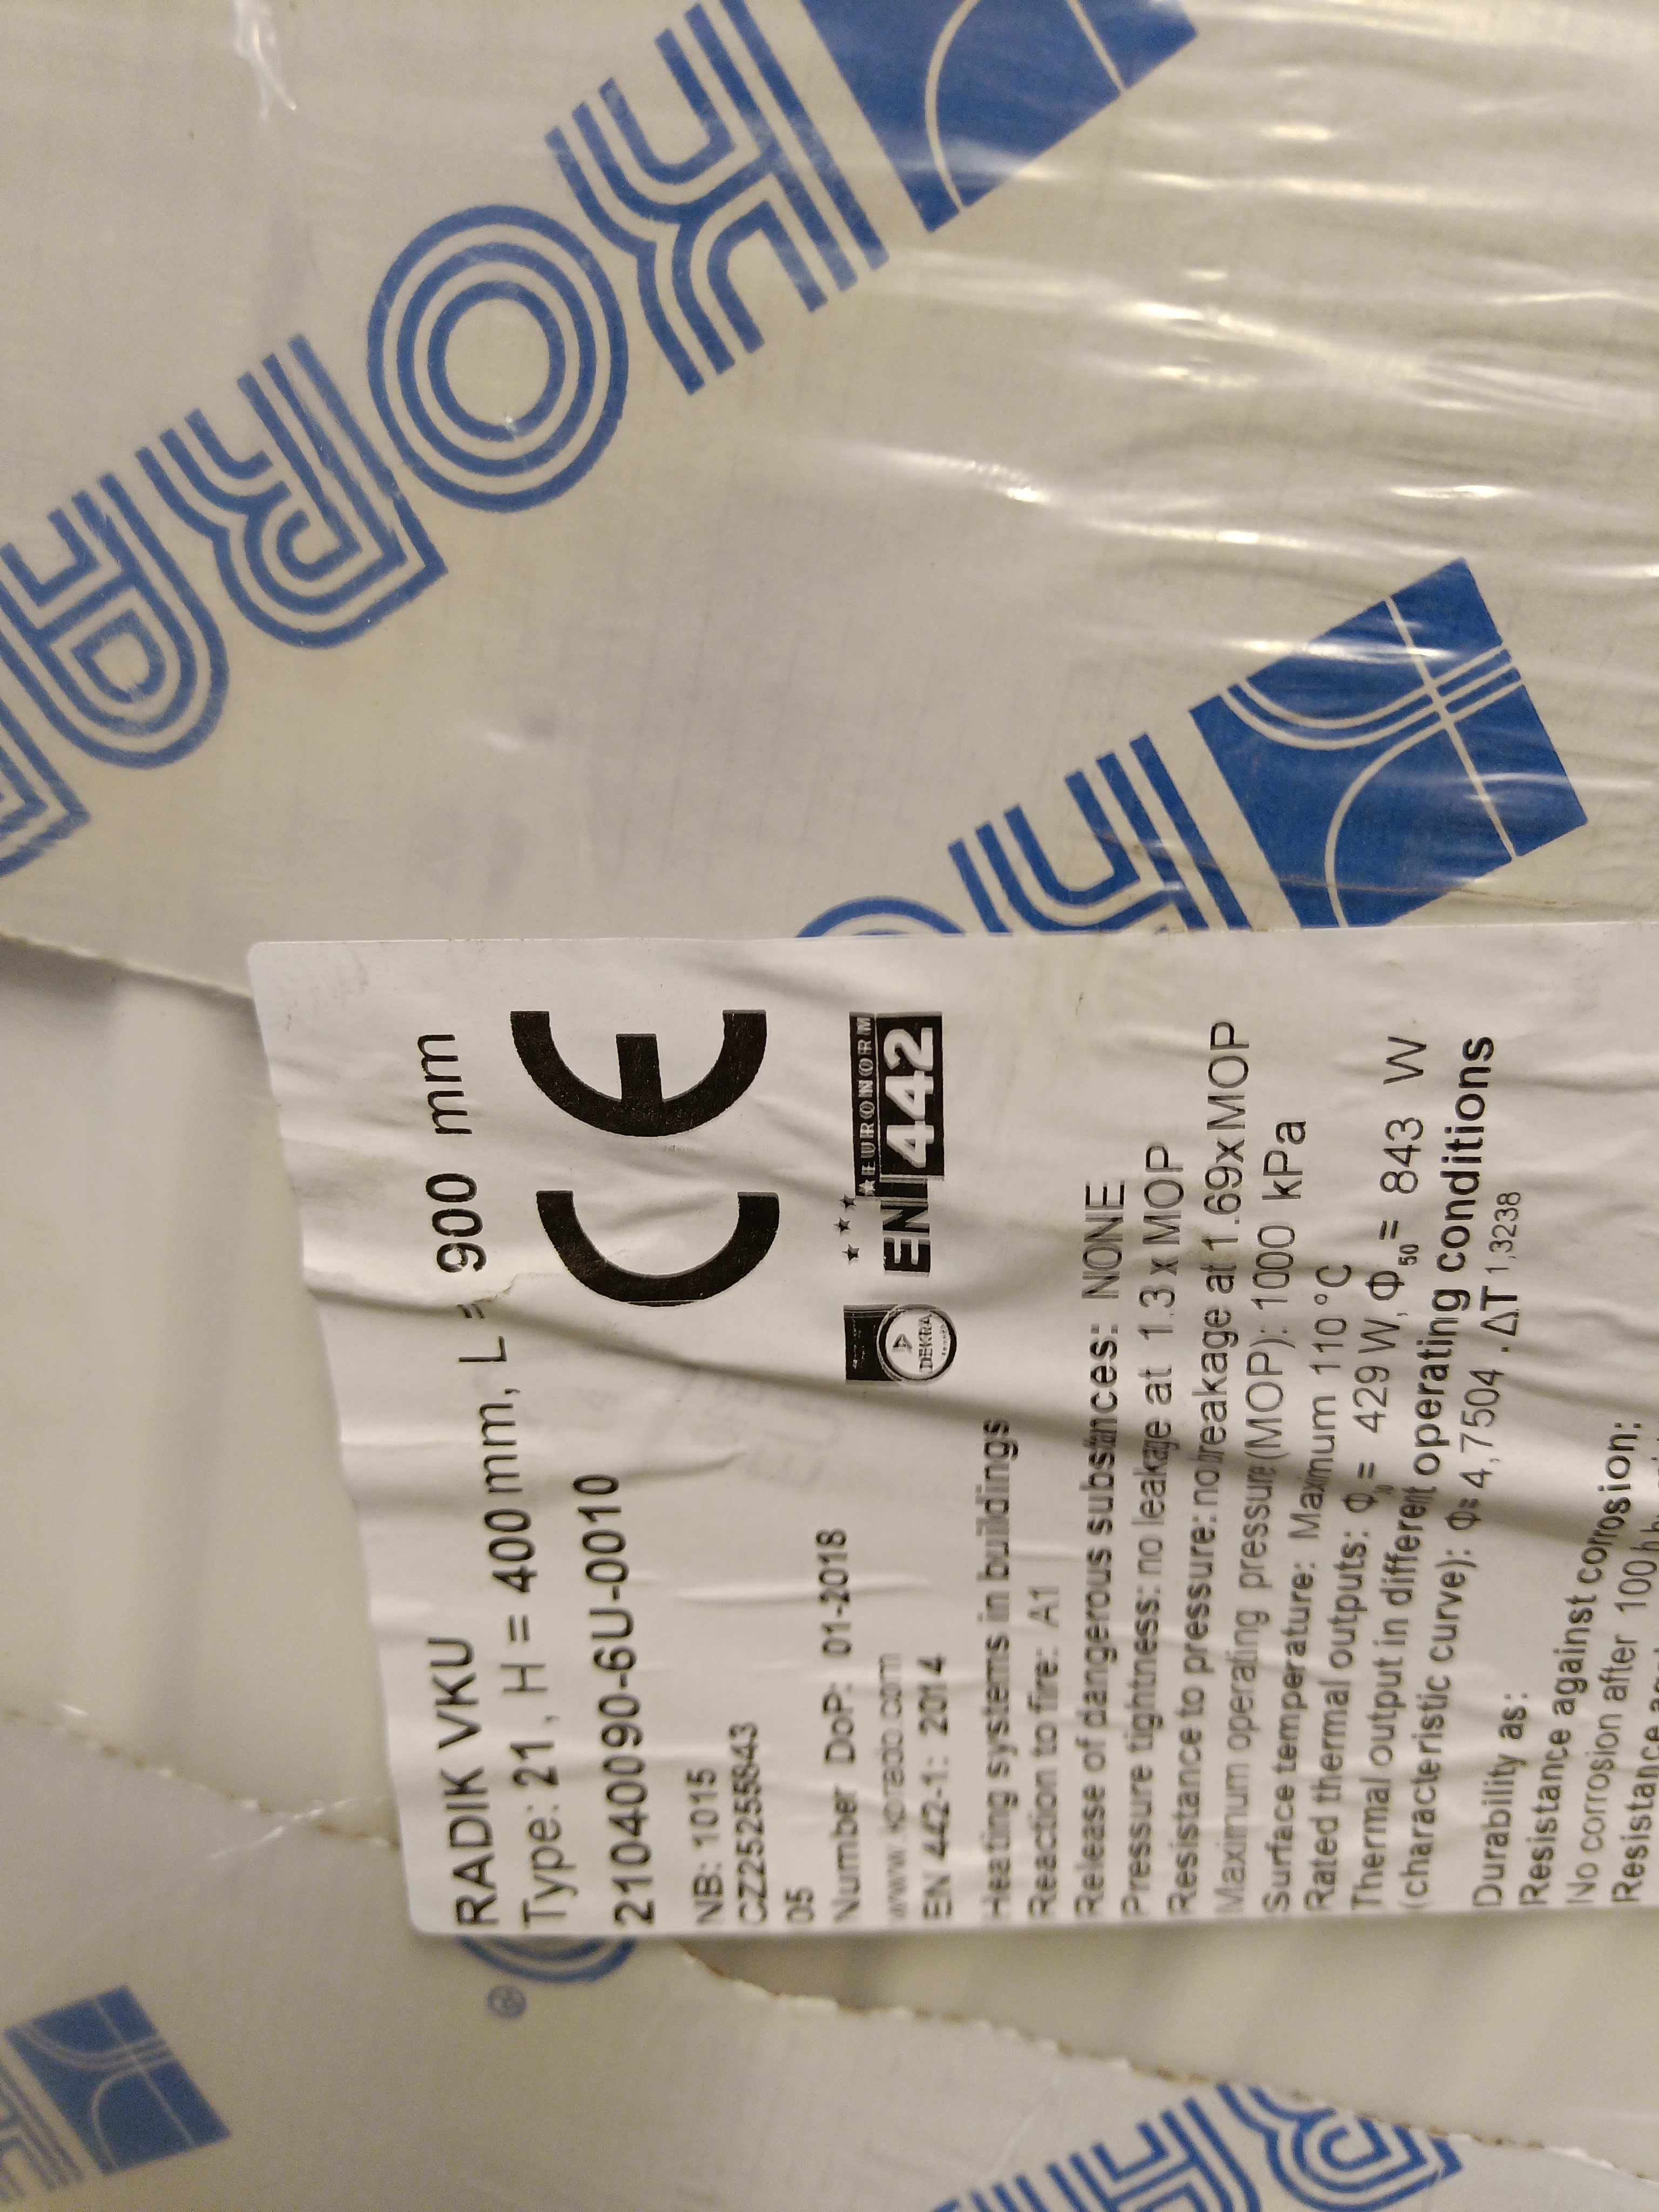 KORA
K
RADIK VKU
Type: 21, H = 400 mm, L = 900 mm
21040090-6U-0010
CE
NB: 1015
CZ25255843
05
Number DoP: 01-2018
www.korado.com
EN 442-1: 2014
DEKRA
EURONORM
EN 442
Heating systems in buildings
Reaction to fire: A1
Release of dangerous substances: NONE
Pressure tightness: no leakage at 1.3 x MOP
Resistance to pressure: no breakage at 1.69x MOP
Maximum operating pressure (MOP): 1000 kPa
Surface temperature: Maximum 110 °C
Rated thermal outputs: Φ30 = 429 W, Φ50 = 843 W
Thermal output in different operating conditions
(characteristic curve): Φ= 4,7504 . ΔT 1,3238
Durability as:
Resistance against corrosion:
No corrosion after 100 h
Resistance
®